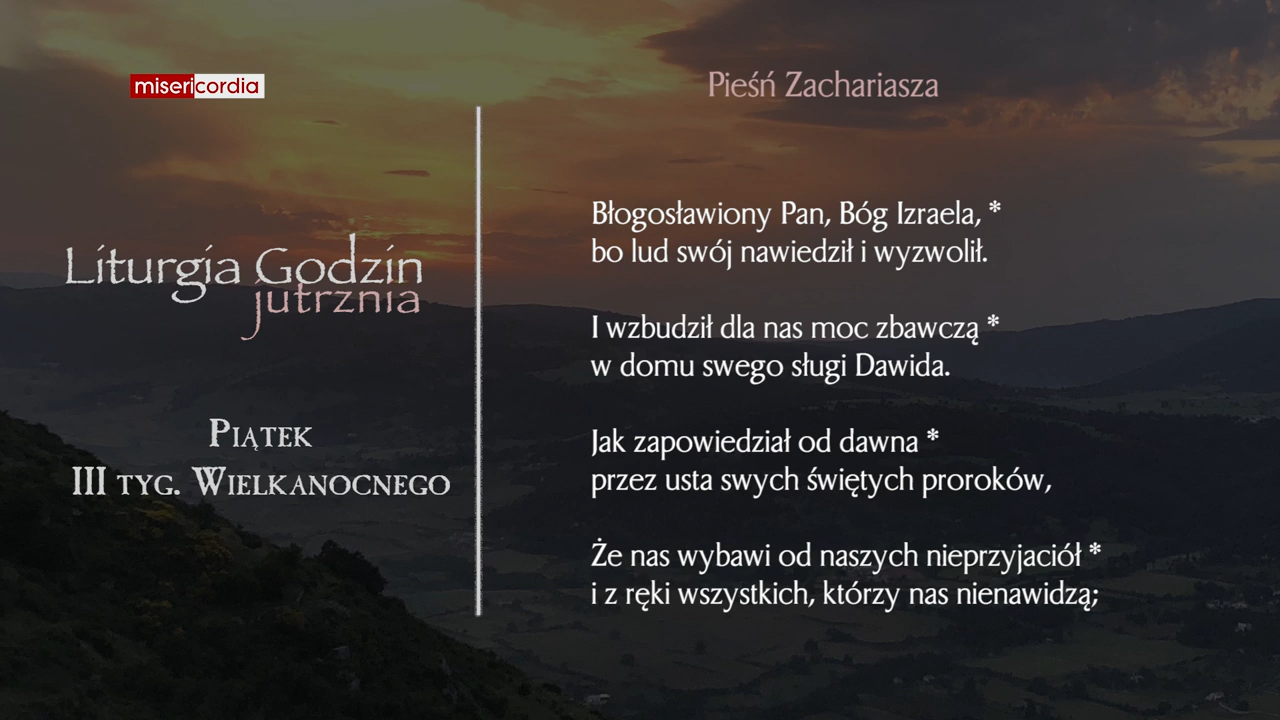 misericordia
Liturgia Godzin
jutrznia
Piątek
III tyg. Wielkanocnego
Pieśń Zachariasza
Błogosławiony Pan, Bóg Izraela, *
bo lud swój nawiedził i wyzwolił.
I wzbudził dla nas moc zbawczą *
w domu swego sługi Dawida.
Jak zapowiedział od dawna *
przez usta swych świętych proroków,
Że nas wybawi od naszych nieprzyjaciół *
i z ręki wszystkich, którzy nas nienawidzą;